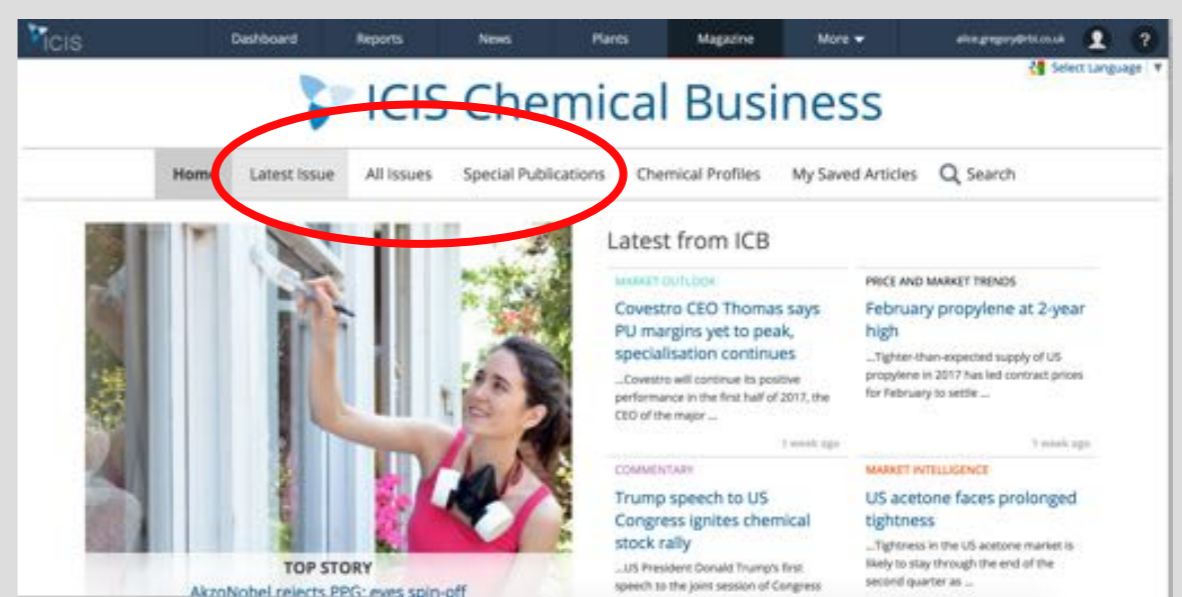 ICIS
Dashboard Reports News Plants Magazine More ▼ alice.gregory@rbi.co.uk ?
Select Language ▼
ICIS Chemical Business
Home Latest Issue All Issues Special Publications Chemical Profiles My Saved Articles Search
Latest from ICB
MARKET OUTLOOK
Covestro CEO Thomas says
PU margins yet to peak,
specialisation continues
...Covestro will continue its positive
performance in the first half of 2017, the
CEO of the major ...
1 week ago
PRICE AND MARKET TRENDS
February propylene at 2-year
high
...Tighter-than-expected supply of US
propylene in 2017 has led contract prices
for February to settle ...
1 week ago
COMMENTARY
Trump speech to US
Congress ignites chemical
stock rally
...US President Donald Trump's first
speech to the joint session of Congress
MARKET INTELLIGENCE
US acetone faces prolonged
tightness
...Tightness in the US acetone market is
likely to stay through the end of the
second quarter as ...
TOP STORY
AkzoNobel rejects PPG; eyes spin-off